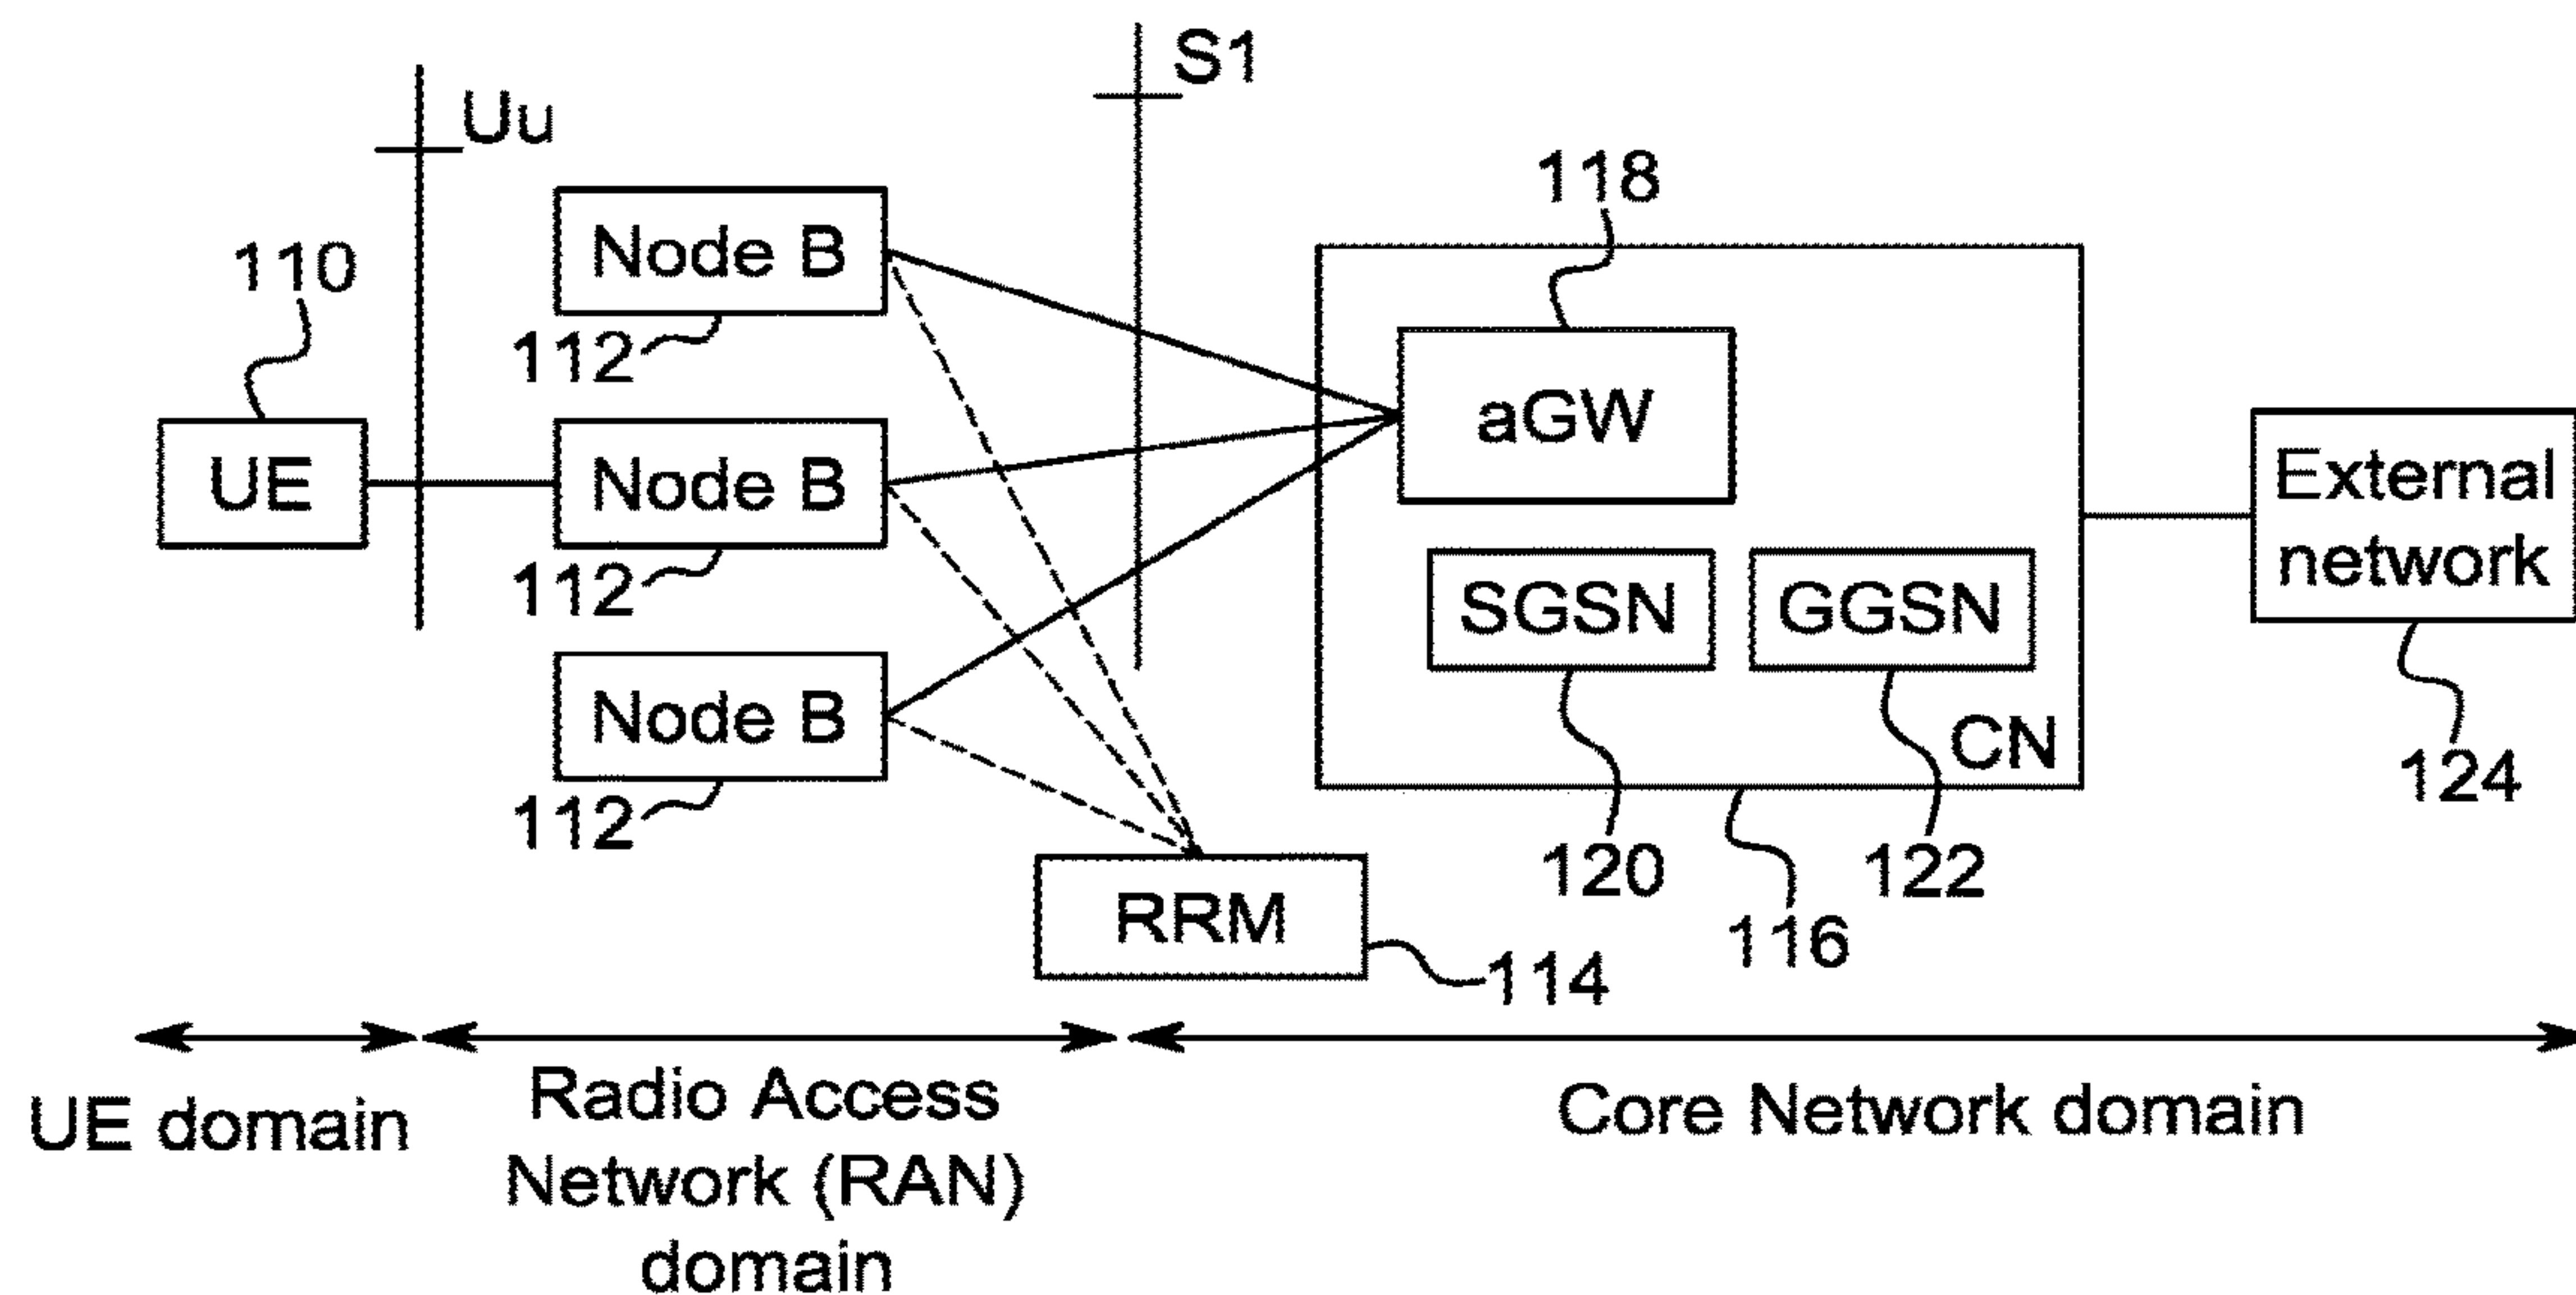 S1
Uu
118
110
Node B
112
aGW
UE
Node B
112
External
network
SGSN
GGSN
Node B
112
CN
124
120
122
RRM
116
114
UE domain
Radio Access
Network (RAN)
domain
Core Network domain